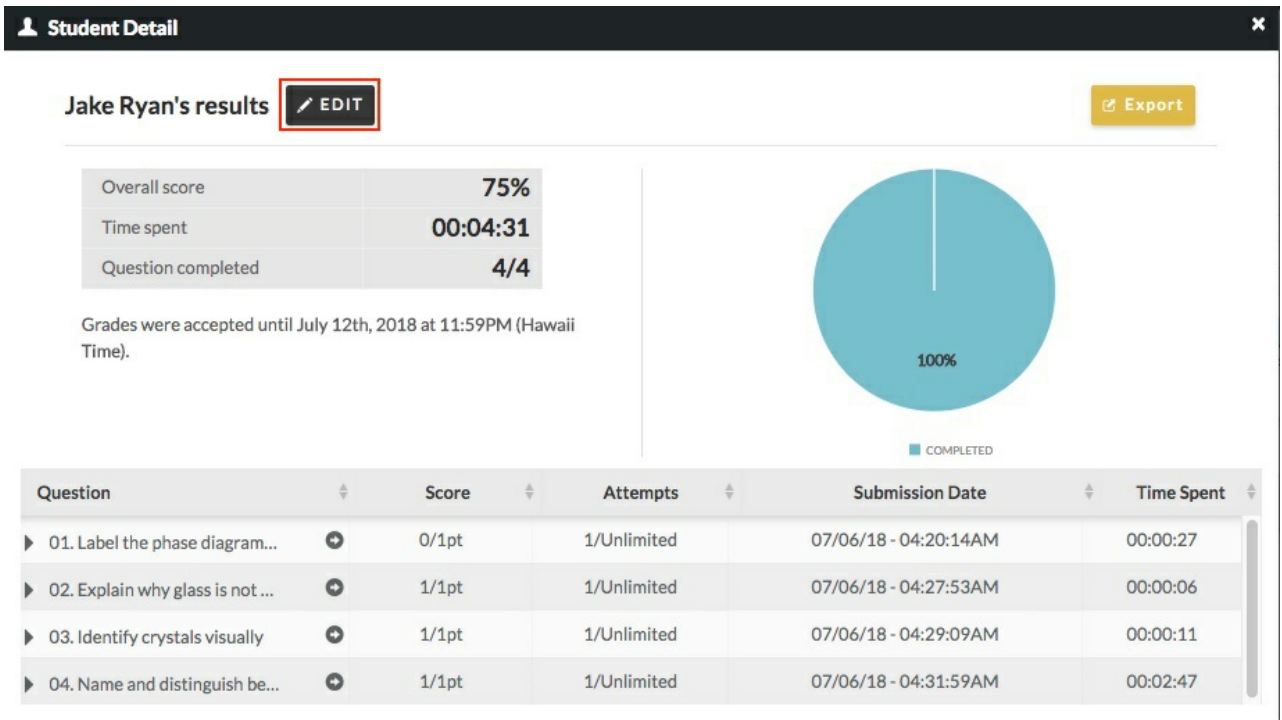 Student Detail
Jake Ryan's results
EDIT
Export
Overall score 75%
Time spent 00:04:31
Question completed 4/4
Grades were accepted until July 12th, 2018 at 11:59PM (Hawaii
Time).
100%
COMPLETED
Question Score Attempts Submission Date Time Spent
01. Label the phase diagram... 0/1pt 1/Unlimited 07/06/18 - 04:20:14AM 00:00:27
02. Explain why glass is not ... 1/1pt 1/Unlimited 07/06/18 - 04:27:53AM 00:00:06
03. Identify crystals visually 1/1pt 1/Unlimited 07/06/18 - 04:29:09AM 00:00:11
04. Name and distinguish be... 1/1pt 1/Unlimited 07/06/18 - 04:31:59AM 00:02:47